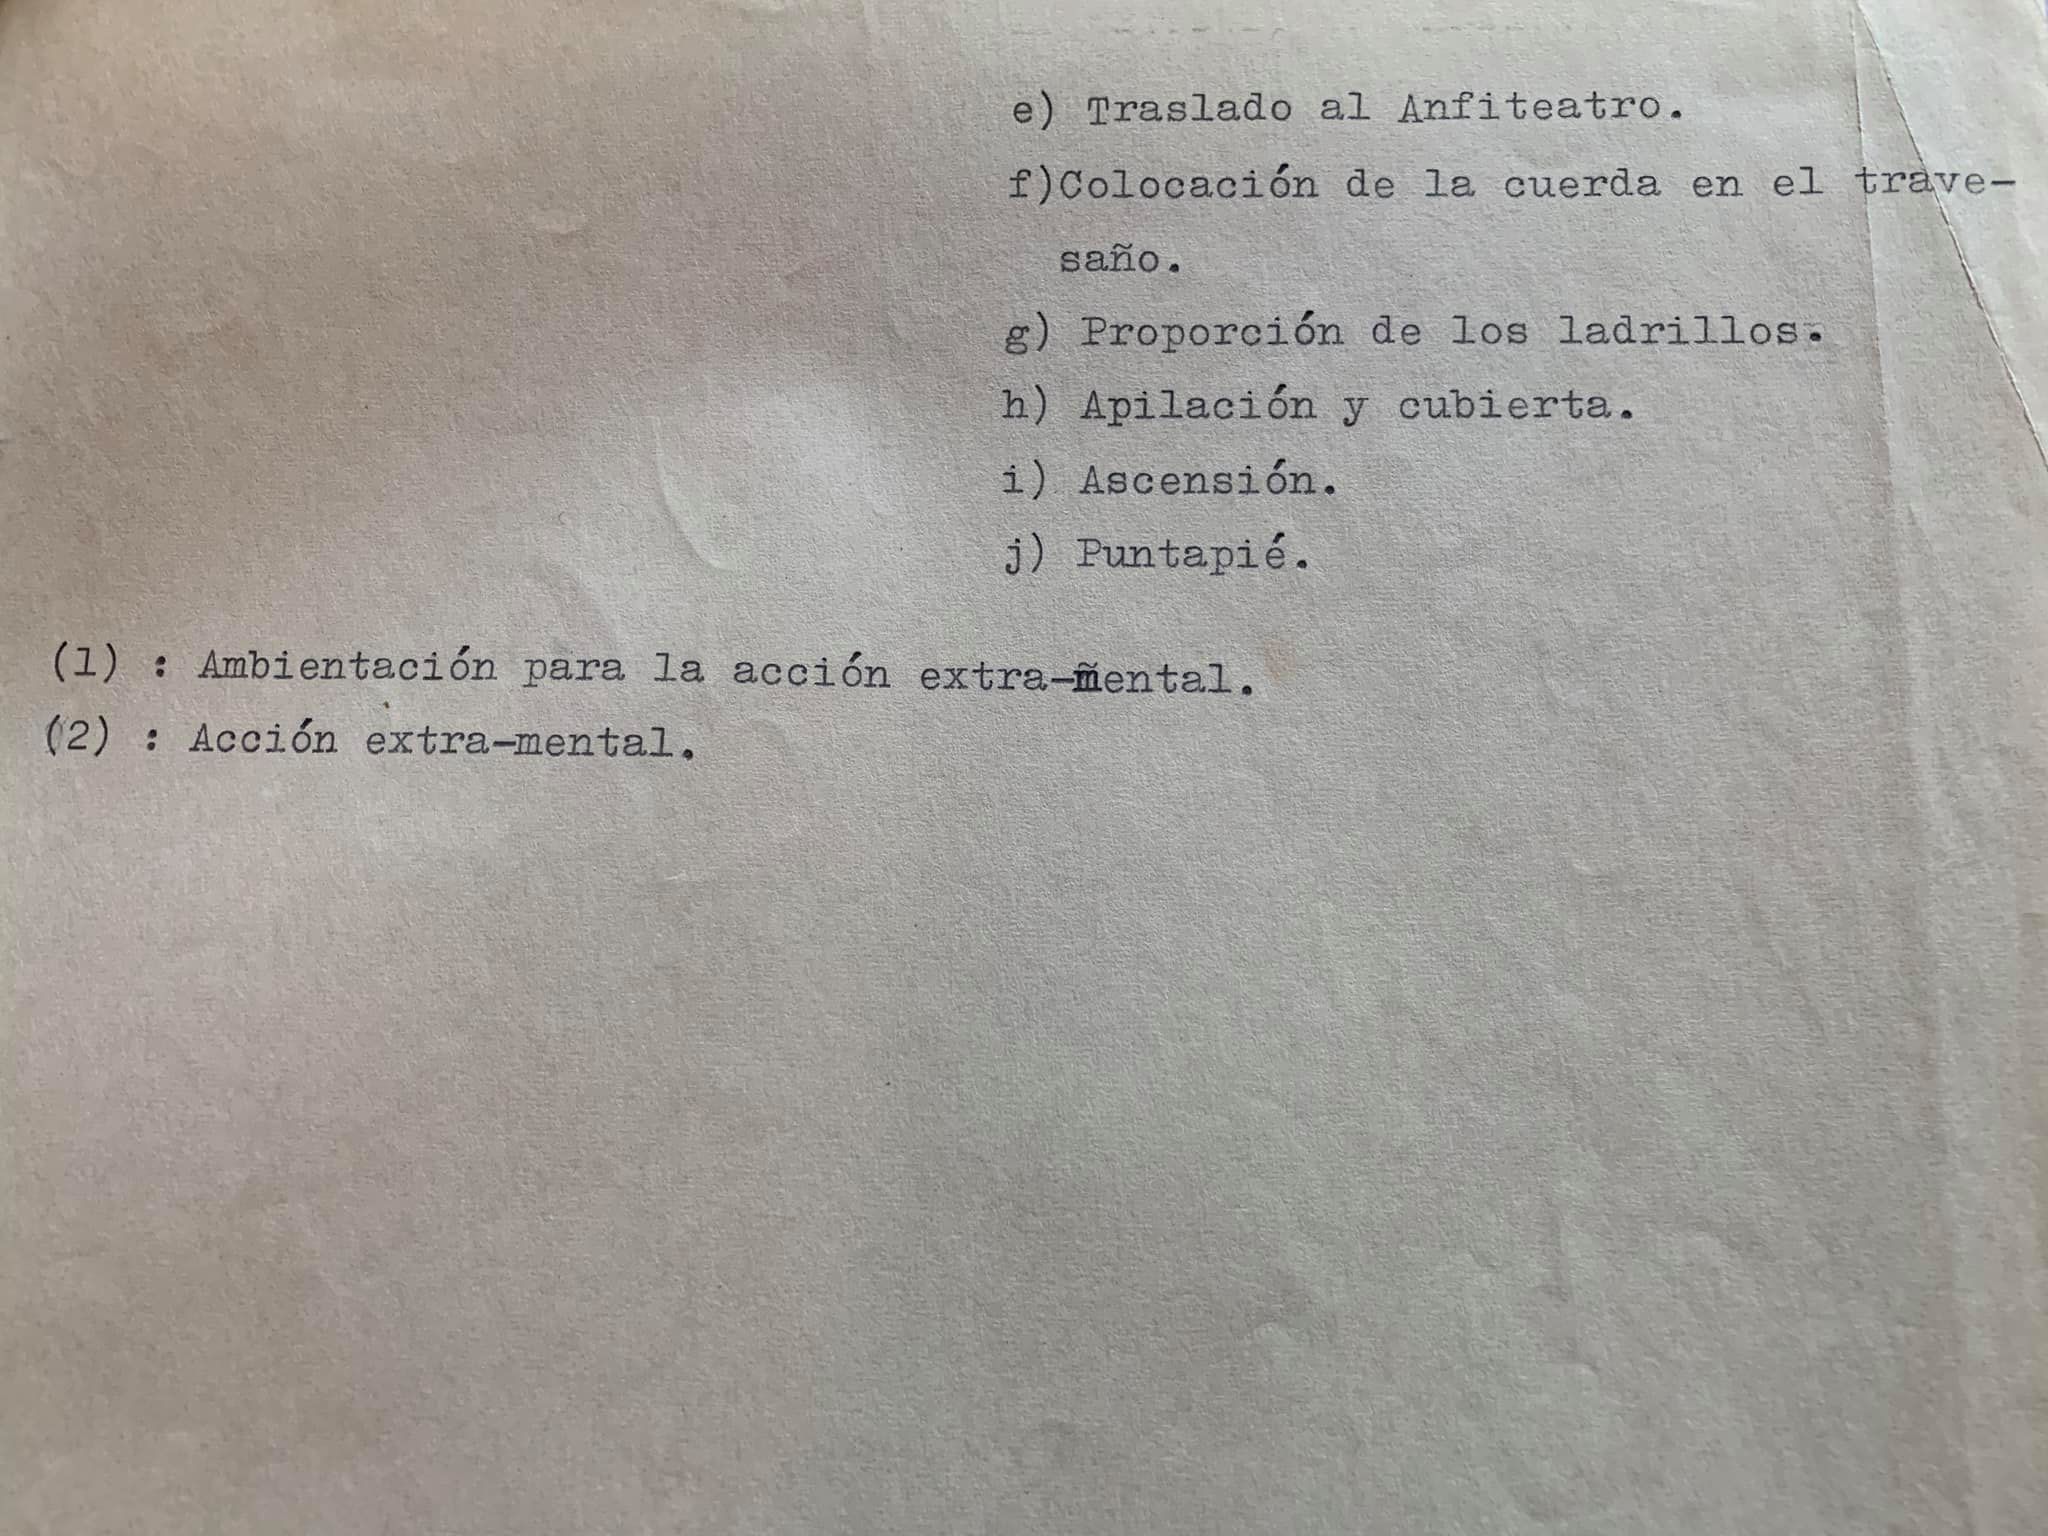 e) Traslado al Anfiteatro.
f)Colocación de la cuerda en el trave-
saño.
g) Proporción de los ladrillos.
h) Apilación y cubierta.
i) Ascensión.
j) Puntapié.
(1) : Ambientación para la acción extra-mental.
(2) : Acción extra-mental.